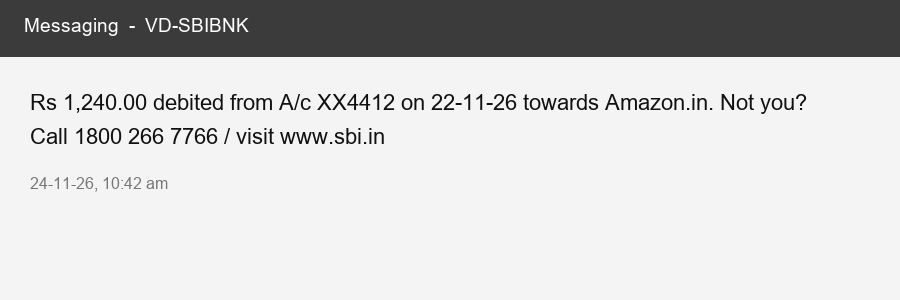 Messaging - VD-SBIBNK
Rs 1,240.00 debited from A/c XX4412 on 22-11-26 towards Amazon.in. Not you?
Call 1800 266 7766 / visit www.sbi.in
24-11-26, 10:42 am